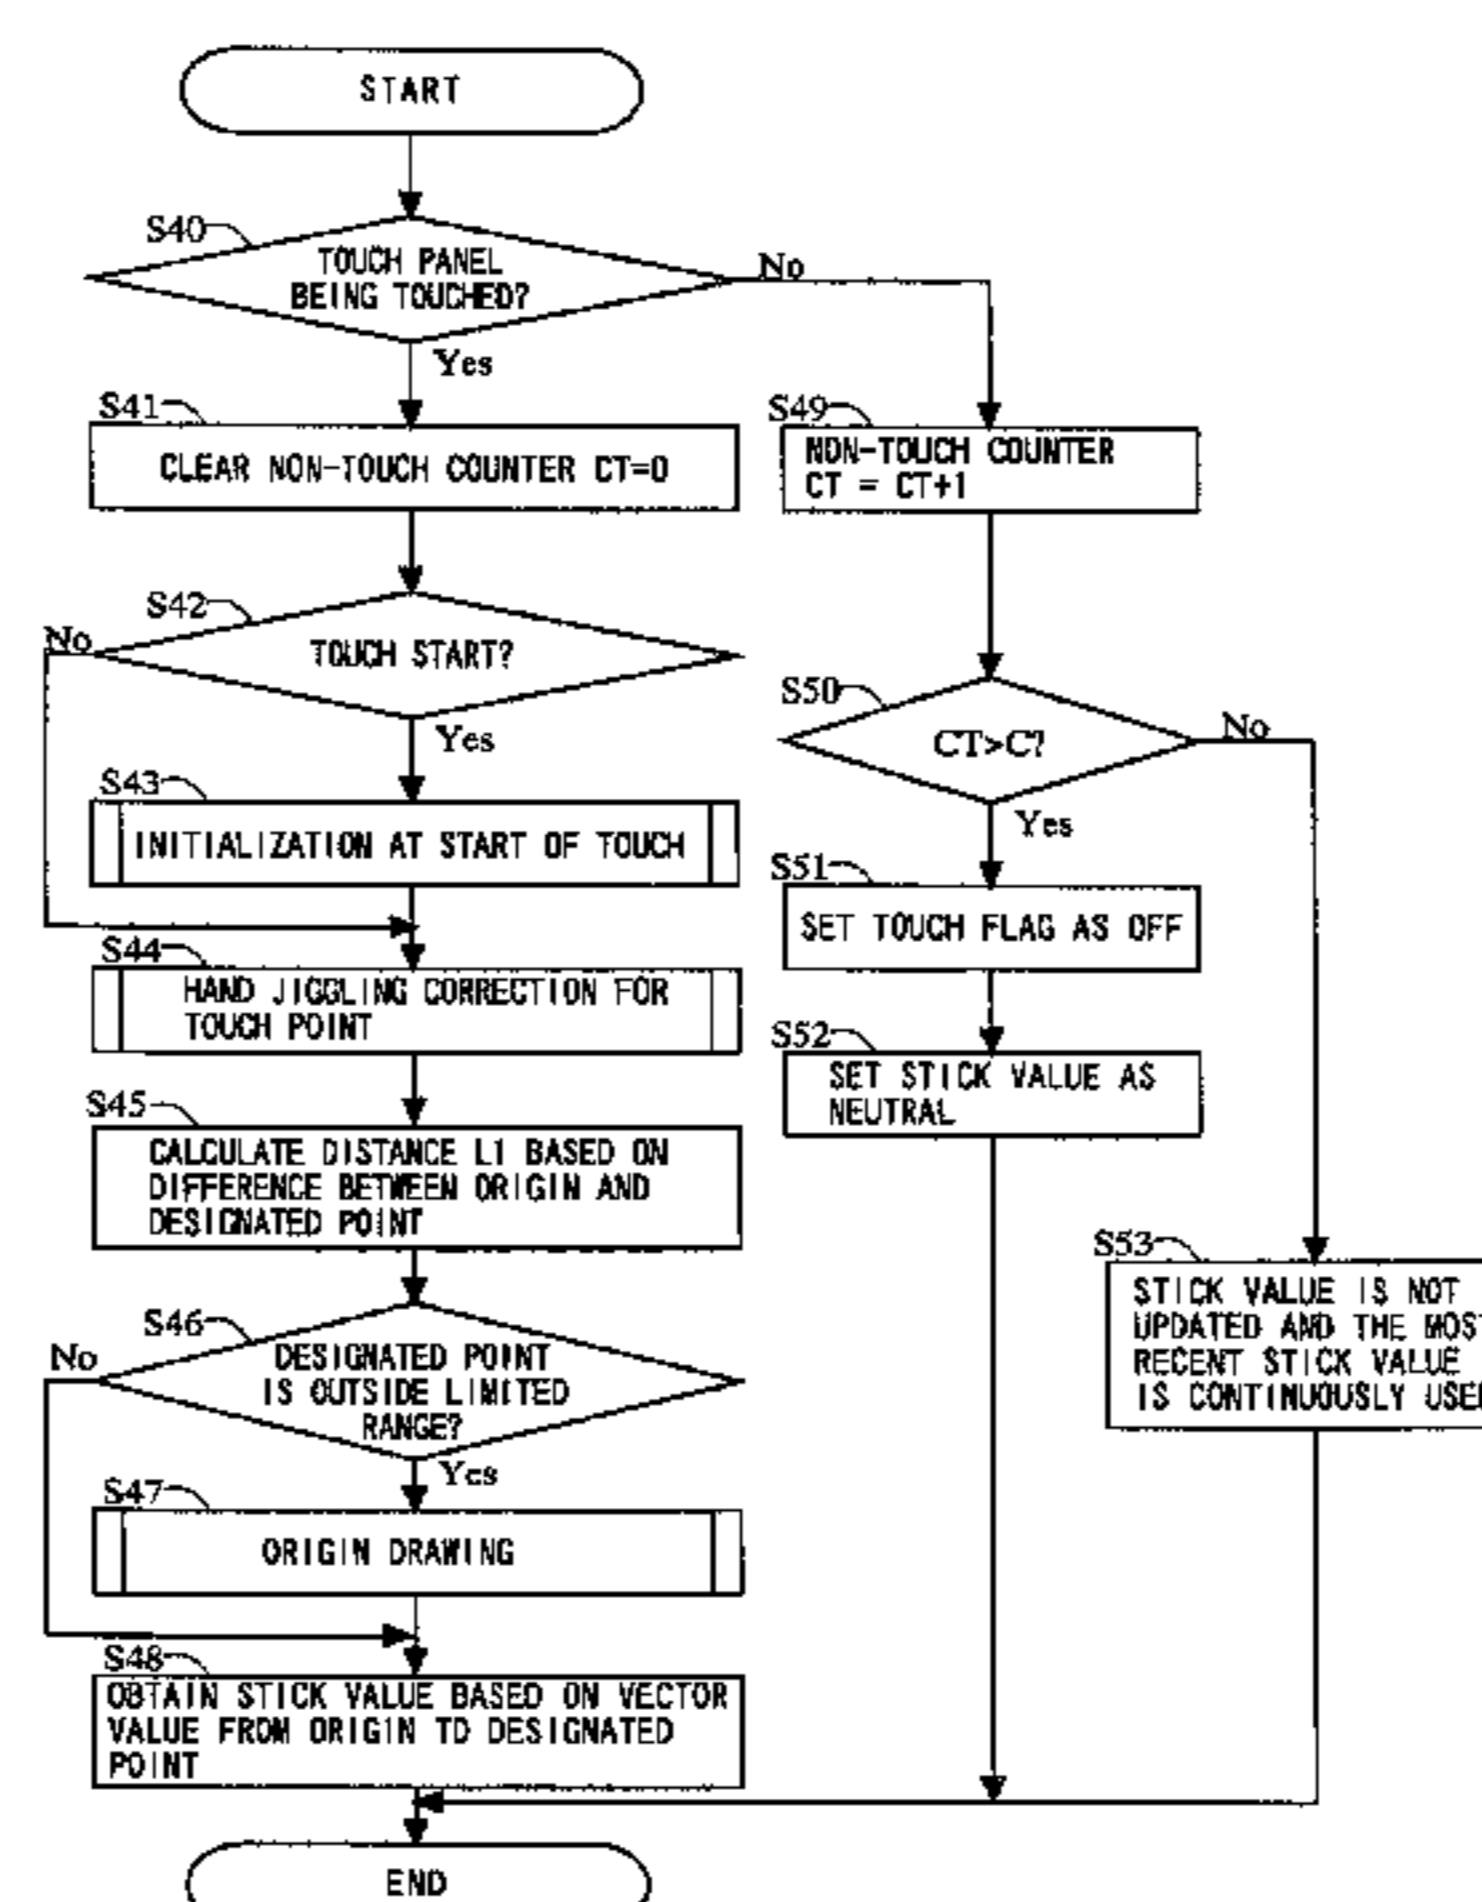 START
S40
TOUCH PANEL
BEING TOUCHED?
No
Yes
S41
CLEAR NON-TOUCH COUNTER CT=0
S49
NON-TOUCH COUNTER
CT = CT+1
S42
No
TOUCH START?
Yes
S50
CT>C?
No
Yes
S43
INITIALIZATION AT START OF TOUCH
S51
SET TOUCH FLAG AS OFF
S44
HAND JIGGLING CORRECTION FOR
TOUCH POINT
S52
SET STICK VALUE AS
NEUTRAL
S45
CALCULATE DISTANCE L1 BASED ON
DIFFERENCE BETWEEN ORIGIN AND
DESIGNATED POINT
S53
STICK VALUE IS NOT
UPDATED AND THE MOST
RECENT STICK VALUE
IS CONTINUOUSLY USE
S46
No
DESIGNATED POINT
IS OUTSIDE LIMITED
RANGE?
Yes
S47
ORIGIN DRAWING
S48
OBTAIN STICK VALUE BASED ON VECTOR
VALUE FROM ORIGIN TO DESIGNATED
POINT
END